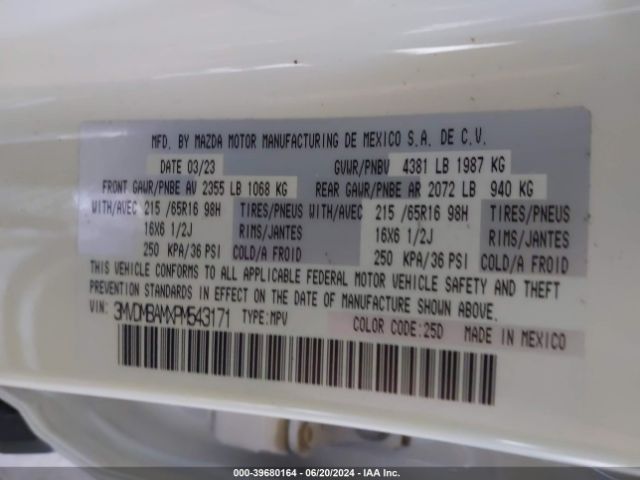 MFD. BY MAZDA MOTOR MANUFACTURING DE MEXICO S.A. DE C.V.
DATE 03/23 GVWR/PNBV 4381 LB 1987 KG
FRONT GAWR/PNBE AV 2355 LB 1068 KG REAR GAWR/PNBE AR 2072 LB 940 KG
WITH/AVEC 215 /65R16 98H TIRES/PNEUS WITH/AVEC 215 /65R16 98H TIRES/PNEUS
16X6 1/2J RIMS/JANTES 16X6 1/2J RIMS/JANTES
250 KPA/36 PSI COLD/A FROID 250 KPA/36 PSI COLD/A FROID
THIS VEHICLE CONFORMS TO ALL APPLICABLE FEDERAL MOTOR VEHICLE SAFETY AND THEFT
PREVENTION STANDARDS IN EFFECT ON THE DATE OF MANUFACTURE SHOWN ABOVE.
VIN: 3MVDMBAMXPM543171 TYPE:MPV COLOR CODE:25D MADE IN MEXICO
000-39680164 / 06/20/2024 - IAA Inc.